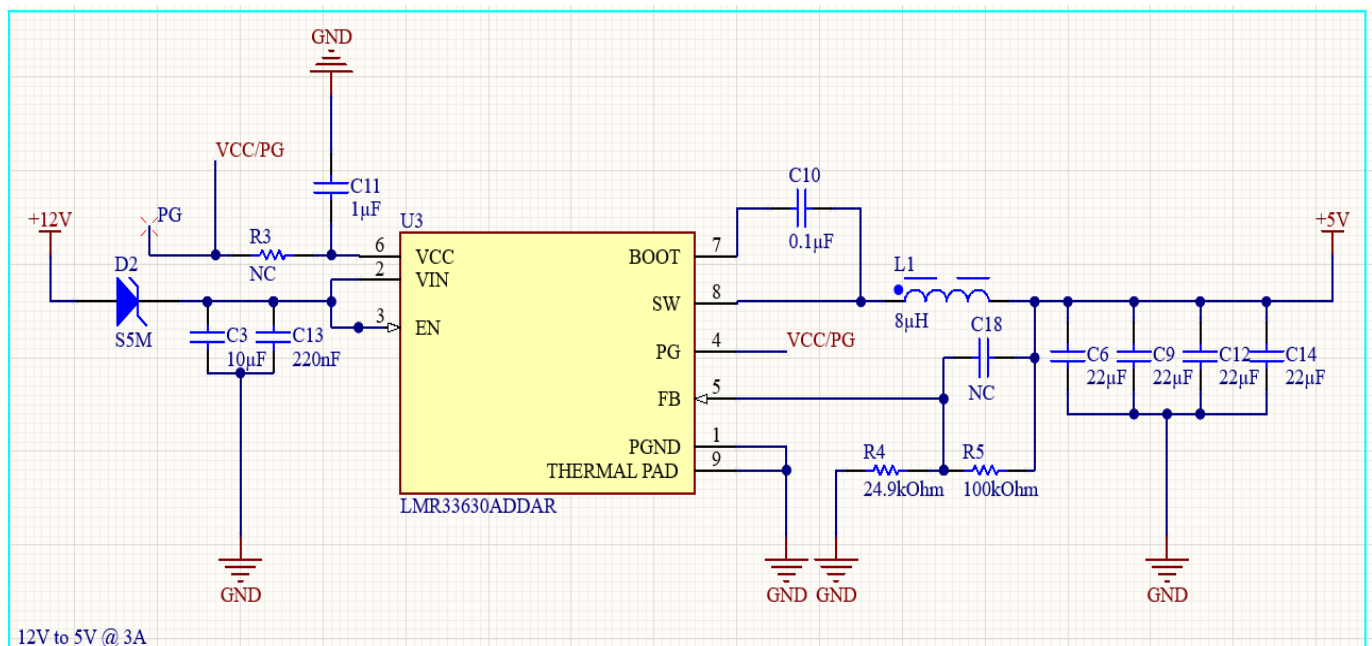 GND
VCC/PG
C11
1µF
PG
+12V
R3
NC
D2
S5M
C3
10µF
C13
220nF
GND
U3
6
VCC
2
VIN
3
EN
BOOT
7
SW
8
PG
4
VCC/PG
FB
5
PGND
1
THERMAL PAD
9
LMR33630ADDAR
C10
0.1µF
L1
8µH
C18
NC
R4
24.9kOhm
R5
100kOhm
+5V
C6
22µF
C9
22µF
C12
22µF
C14
22µF
GND
GND
GND
12V to 5V @ 3A